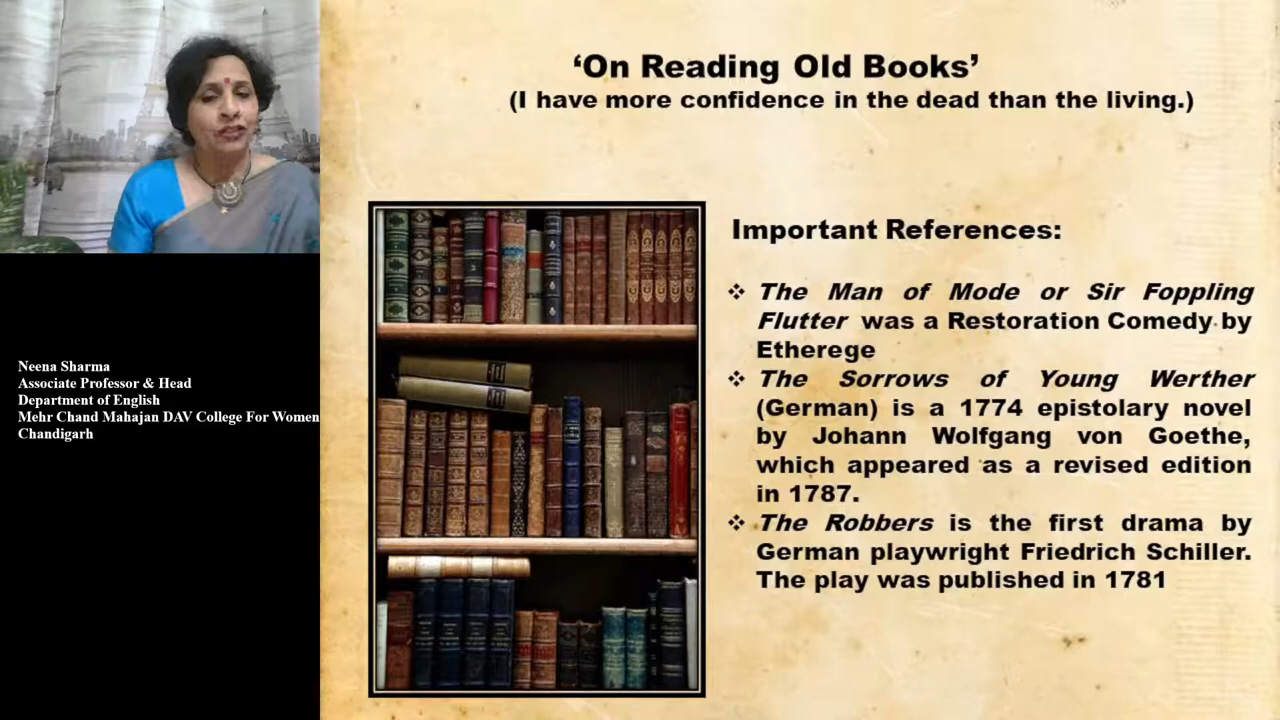 ‘On Reading Old Books’
(I have more confidence in the dead than the living.)
Important References:
❖ The Man of Mode or Sir Foppling
Flutter was a Restoration Comedy by
Etherege
❖ The Sorrows of Young Werther
(German) is a 1774 epistolary novel
by Johann Wolfgang von Goethe,
which appeared as a revised edition
in 1787.
❖ The Robbers is the first drama by
German playwright Friedrich Schiller.
The play was published in 1781
Neena Sharma
Associate Professor & Head
Department of English
Mehr Chand Mahajan DAV College For Women
Chandigarh